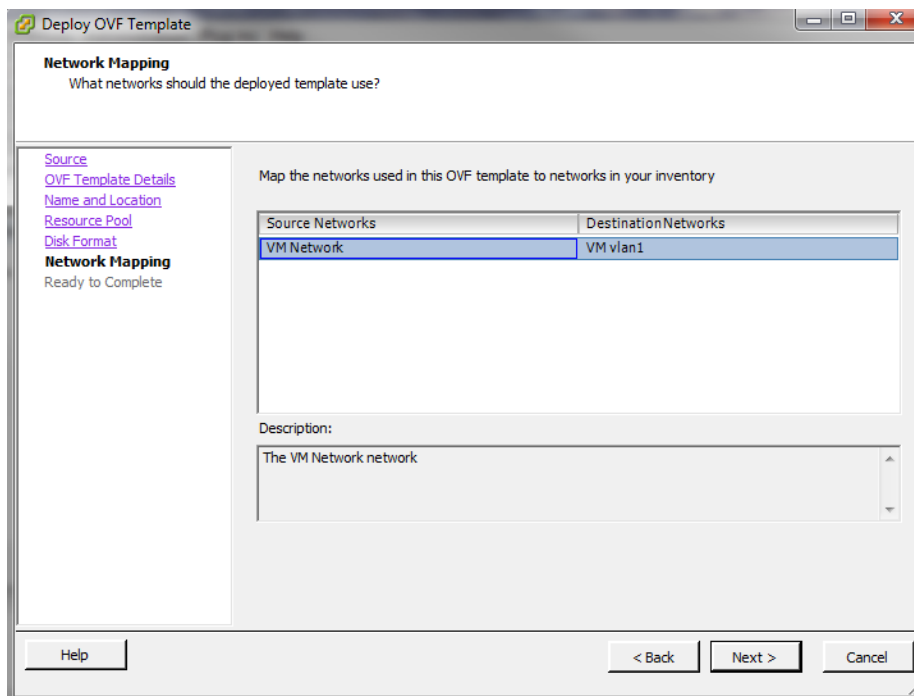 Deploy OVF Template
Network Mapping
What networks should the deployed template use?
Source
OVF Template Details
Name and Location
Resource Pool
Disk Format
Network Mapping
Ready to Complete
Map the networks used in this OVF template to networks in your inventory
Source Networks DestinationNetworks
VM Network VM vlan1
Description:
The VM Network network
Help < Back Next > Cancel